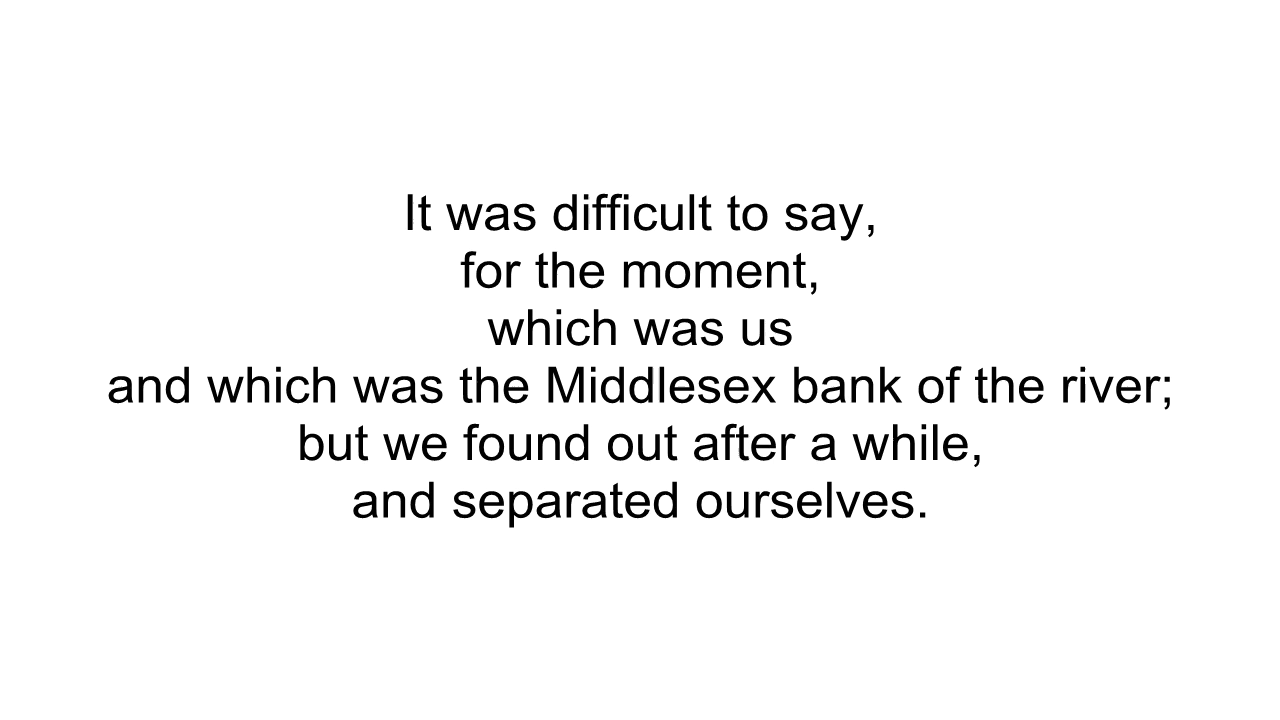 It was difficult to say,
for the moment,
which was us
and which was the Middlesex bank of the river;
but we found out after a while,
and separated ourselves.